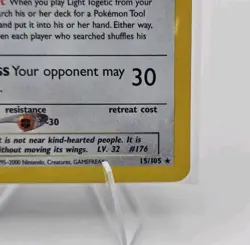 When you play Light Togetic from your
rch his or her deck for a Pokémon Tool
and put it into his or her hand. Either way,
en each player who searched shuffles his
ss Your opponent may 30
resistance retreat cost
-30
t is not near kind-hearted people. It is
without moving its wings. LV. 32 #176
95-2000 Nintendo, Creatures, GAMEFREAK
15/105 ★